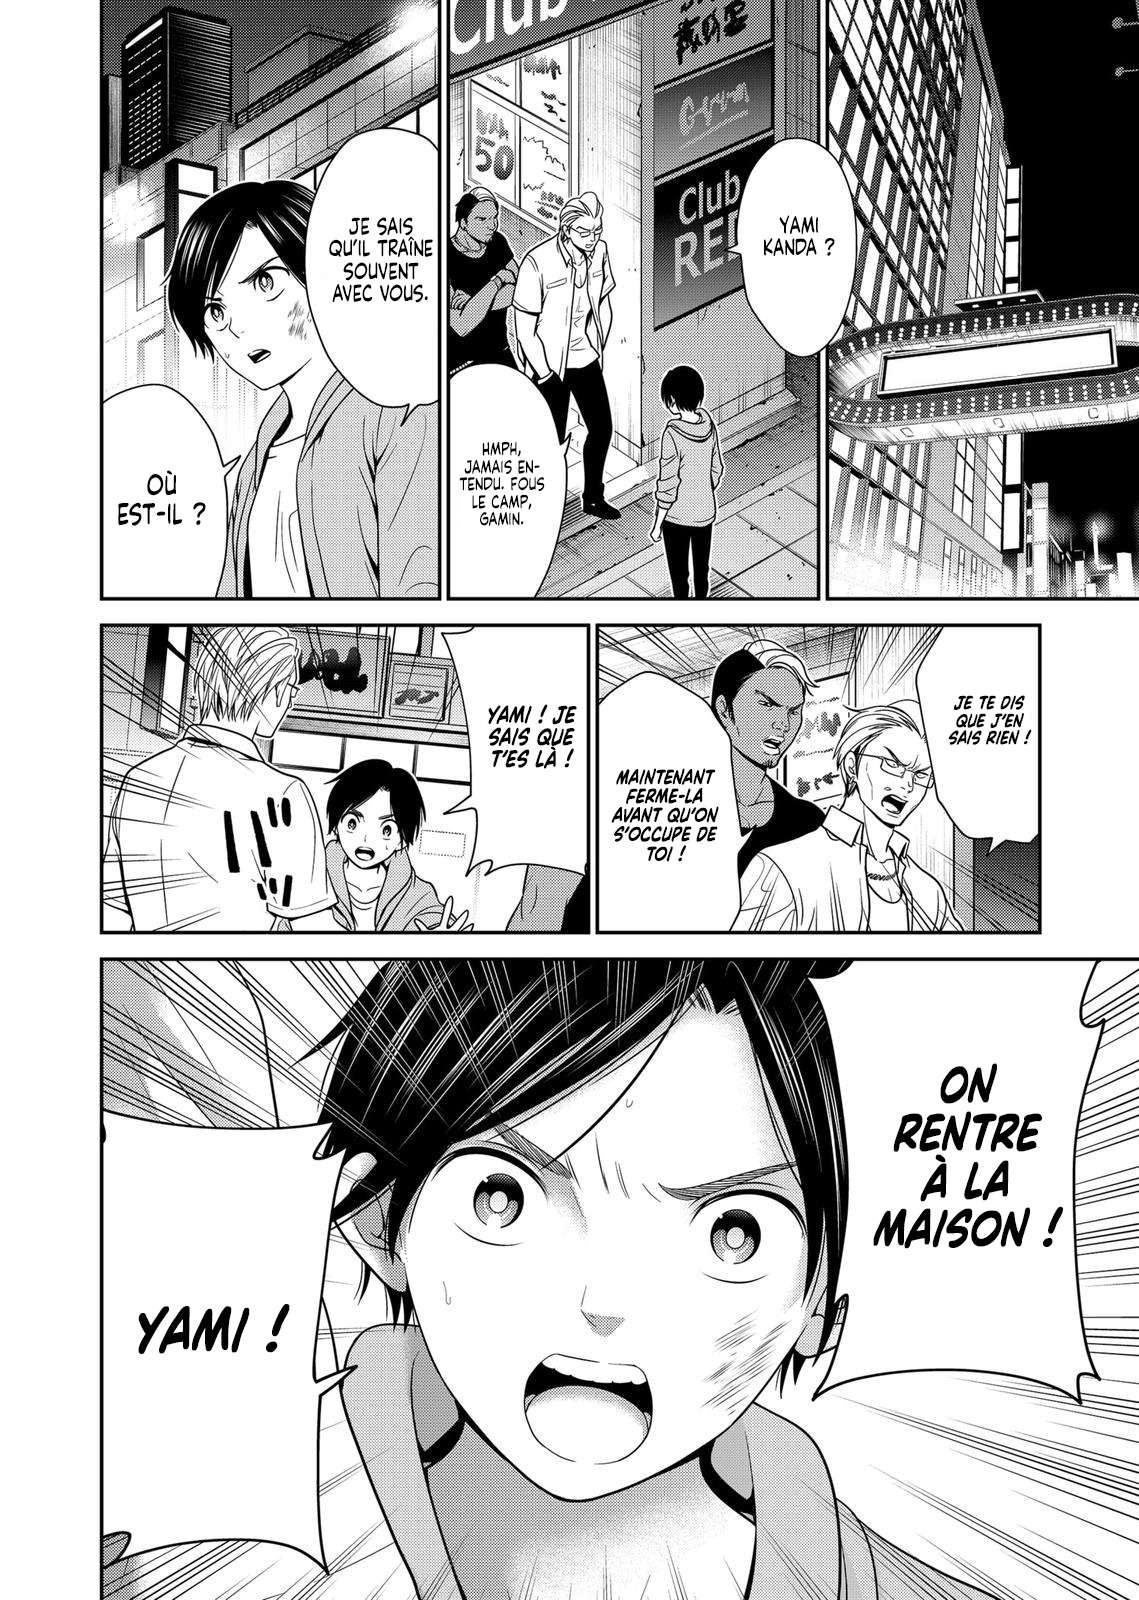 Club
YAMI
KANDA ?
50
Club
HMPH,
JAMAIS EN-
TENDU. FOUS
LE CAMP,
GAMIN.
JE SAIS
QU'IL TRAÎNE
SOUVENT
AVEC VOUS.
OÙ
EST-IL ?
JE TE DIS
QUE J'EN
SAIS RIEN !
MAINTENANT
FERME-LA
AVANT QU'ON
S'OCCUPE DE
TOI !
YAMI ! JE
SAIS QUE
T'ES LÀ !
ON
RENTRE
À LA
MAISON !
YAMI !